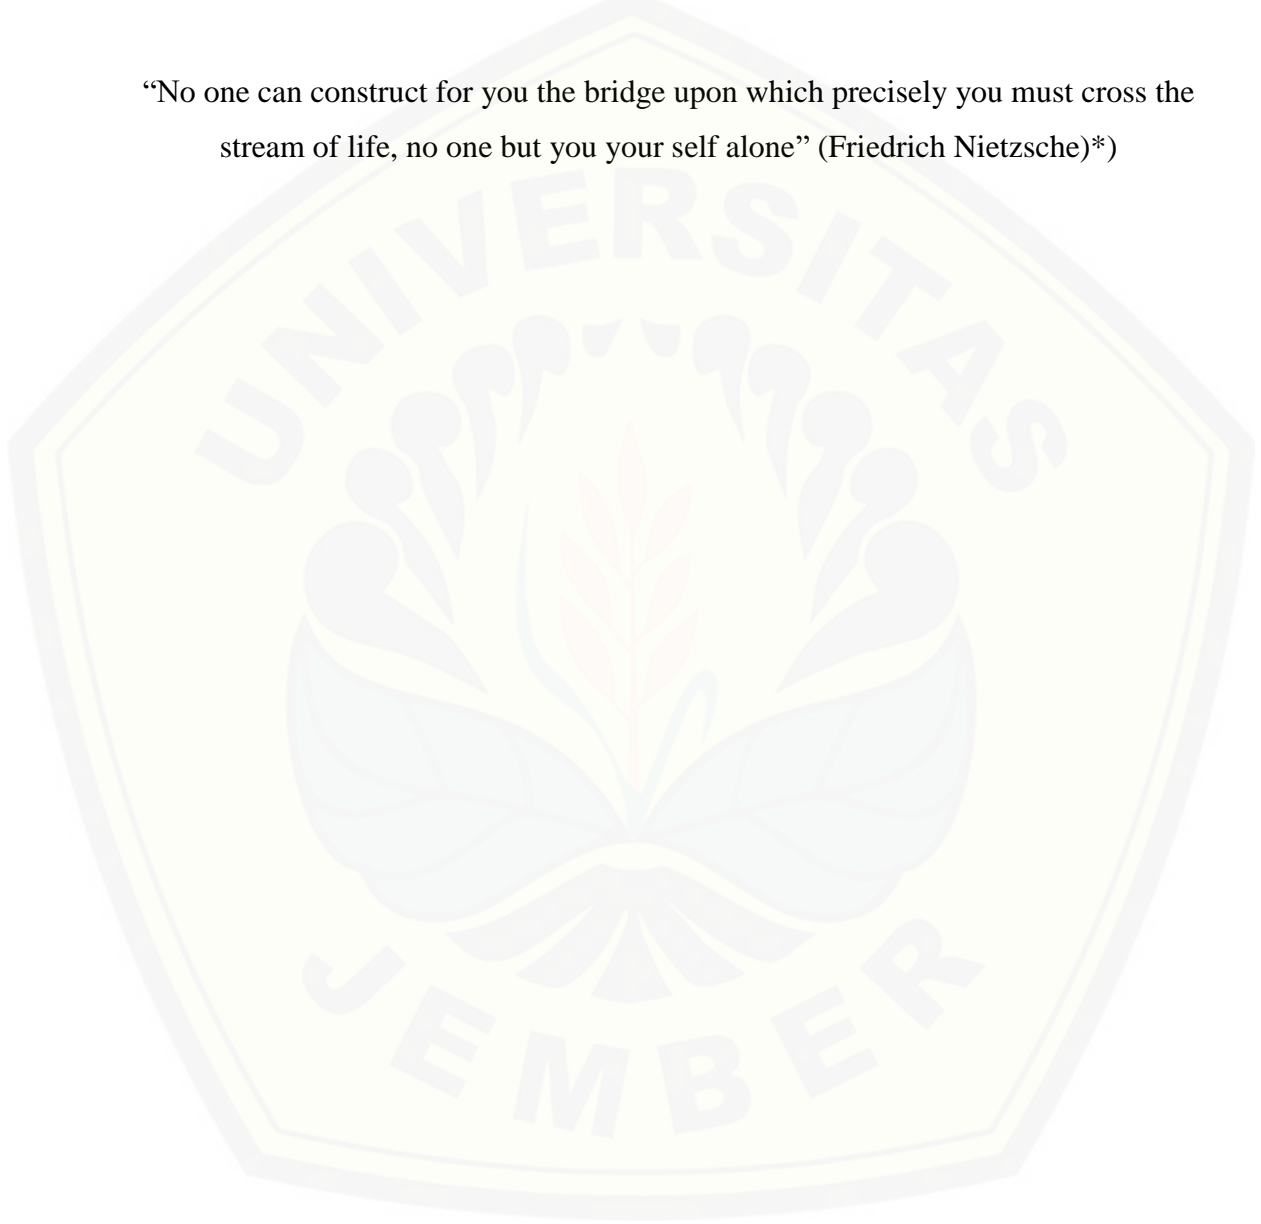 “No one can construct for you the bridge upon which precisely you must cross the
stream of life, no one but you your self alone” (Friedrich Nietzsche)*)
UNIVERSITAS
JEMBER